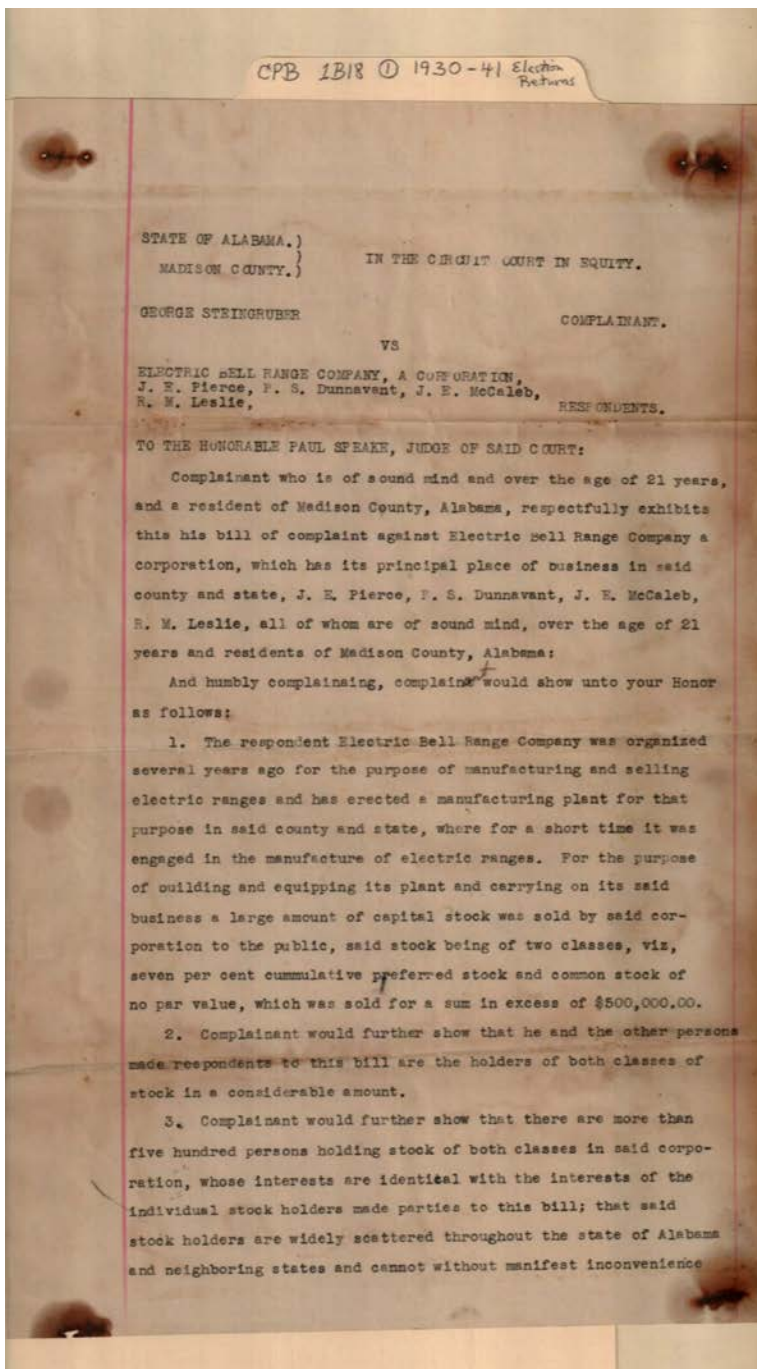 CPB 1B18 ① 1930-41 Election
Returns
STATE OF ALABAMA.)
)
MADISON COUNTY.)
IN THE CIRCUIT COURT IN EQUITY.
GEORGE STEINGRUBER
COMPLAINANT.
VS
ELECTRIC BELL RANGE COMPANY, A CORPORATION,
J. E. Pierce, P. S. Dunnavant, J. E. McCaleb,
R. M. Leslie,
RESPONDENTS.
TO THE HONORABLE PAUL SPEAKE, JUDGE OF SAID COURT:
Complainant who is of sound mind and over the age of 21 years,
and a resident of Madison County, Alabama, respectfully exhibits
this his bill of complaint against Electric Bell Range Company a
corporation, which has its principal place of business in said
county and state, J. E. Pierce, P. S. Dunnavant, J. E. McCaleb,
R. M. Leslie, all of whom are of sound mind, over the age of 21
years and residents of Madison County, Alabama:
And humbly complainaing, complainant would show unto your Honor
as follows:
1. The respondent Electric Bell Range Company was organized
several years ago for the purpose of manufacturing and selling
electric ranges and has erected a manufacturing plant for that
purpose in said county and state, where for a short time it was
engaged in the manufacture of electric ranges. For the purpose
of building and equipping its plant and carrying on its said
business a large amount of capital stock was sold by said cor-
poration to the public, said stock being of two classes, viz,
seven per cent cummulative preferred stock and common stock of
no par value, which was sold for a sum in excess of $500,000.00.
2. Complainant would further show that he and the other persons
made respondents to this bill are the holders of both classes of
stock in a considerable amount.
3. Complainant would further show that there are more than
five hundred persons holding stock of both classes in said corpo-
ration, whose interests are identical with the interests of the
individual stock holders made parties to this bill; that said
stock holders are widely scattered throughout the state of Alabama
and neighboring states and cannot without manifest inconvenience